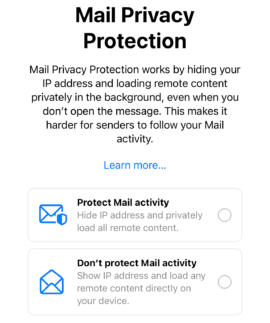 Mail Privacy
Protection
Mail Privacy Protection works by hiding your
IP address and loading remote content
privately in the background, even when you
don't open the message. This makes it
harder for senders to follow your Mail
activity.
Learn more...
Protect Mail activity
Hide IP address and privately
load all remote content.
Don't protect Mail activity
Show IP address and load any
remote content directly on
your device.